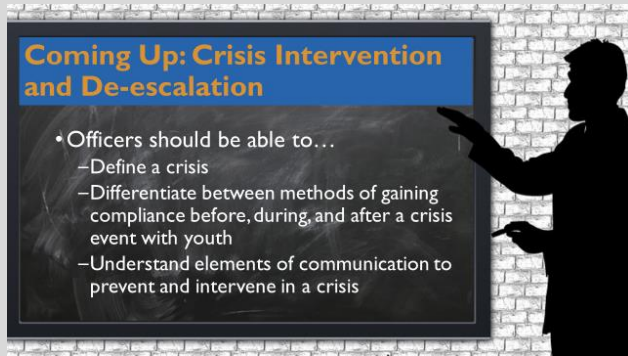 Coming Up: Crisis Intervention
and De-escalation
• Officers should be able to…
–Define a crisis
–Differentiate between methods of gaining
compliance before, during, and after a crisis
event with youth
–Understand elements of communication to
prevent and intervene in a crisis